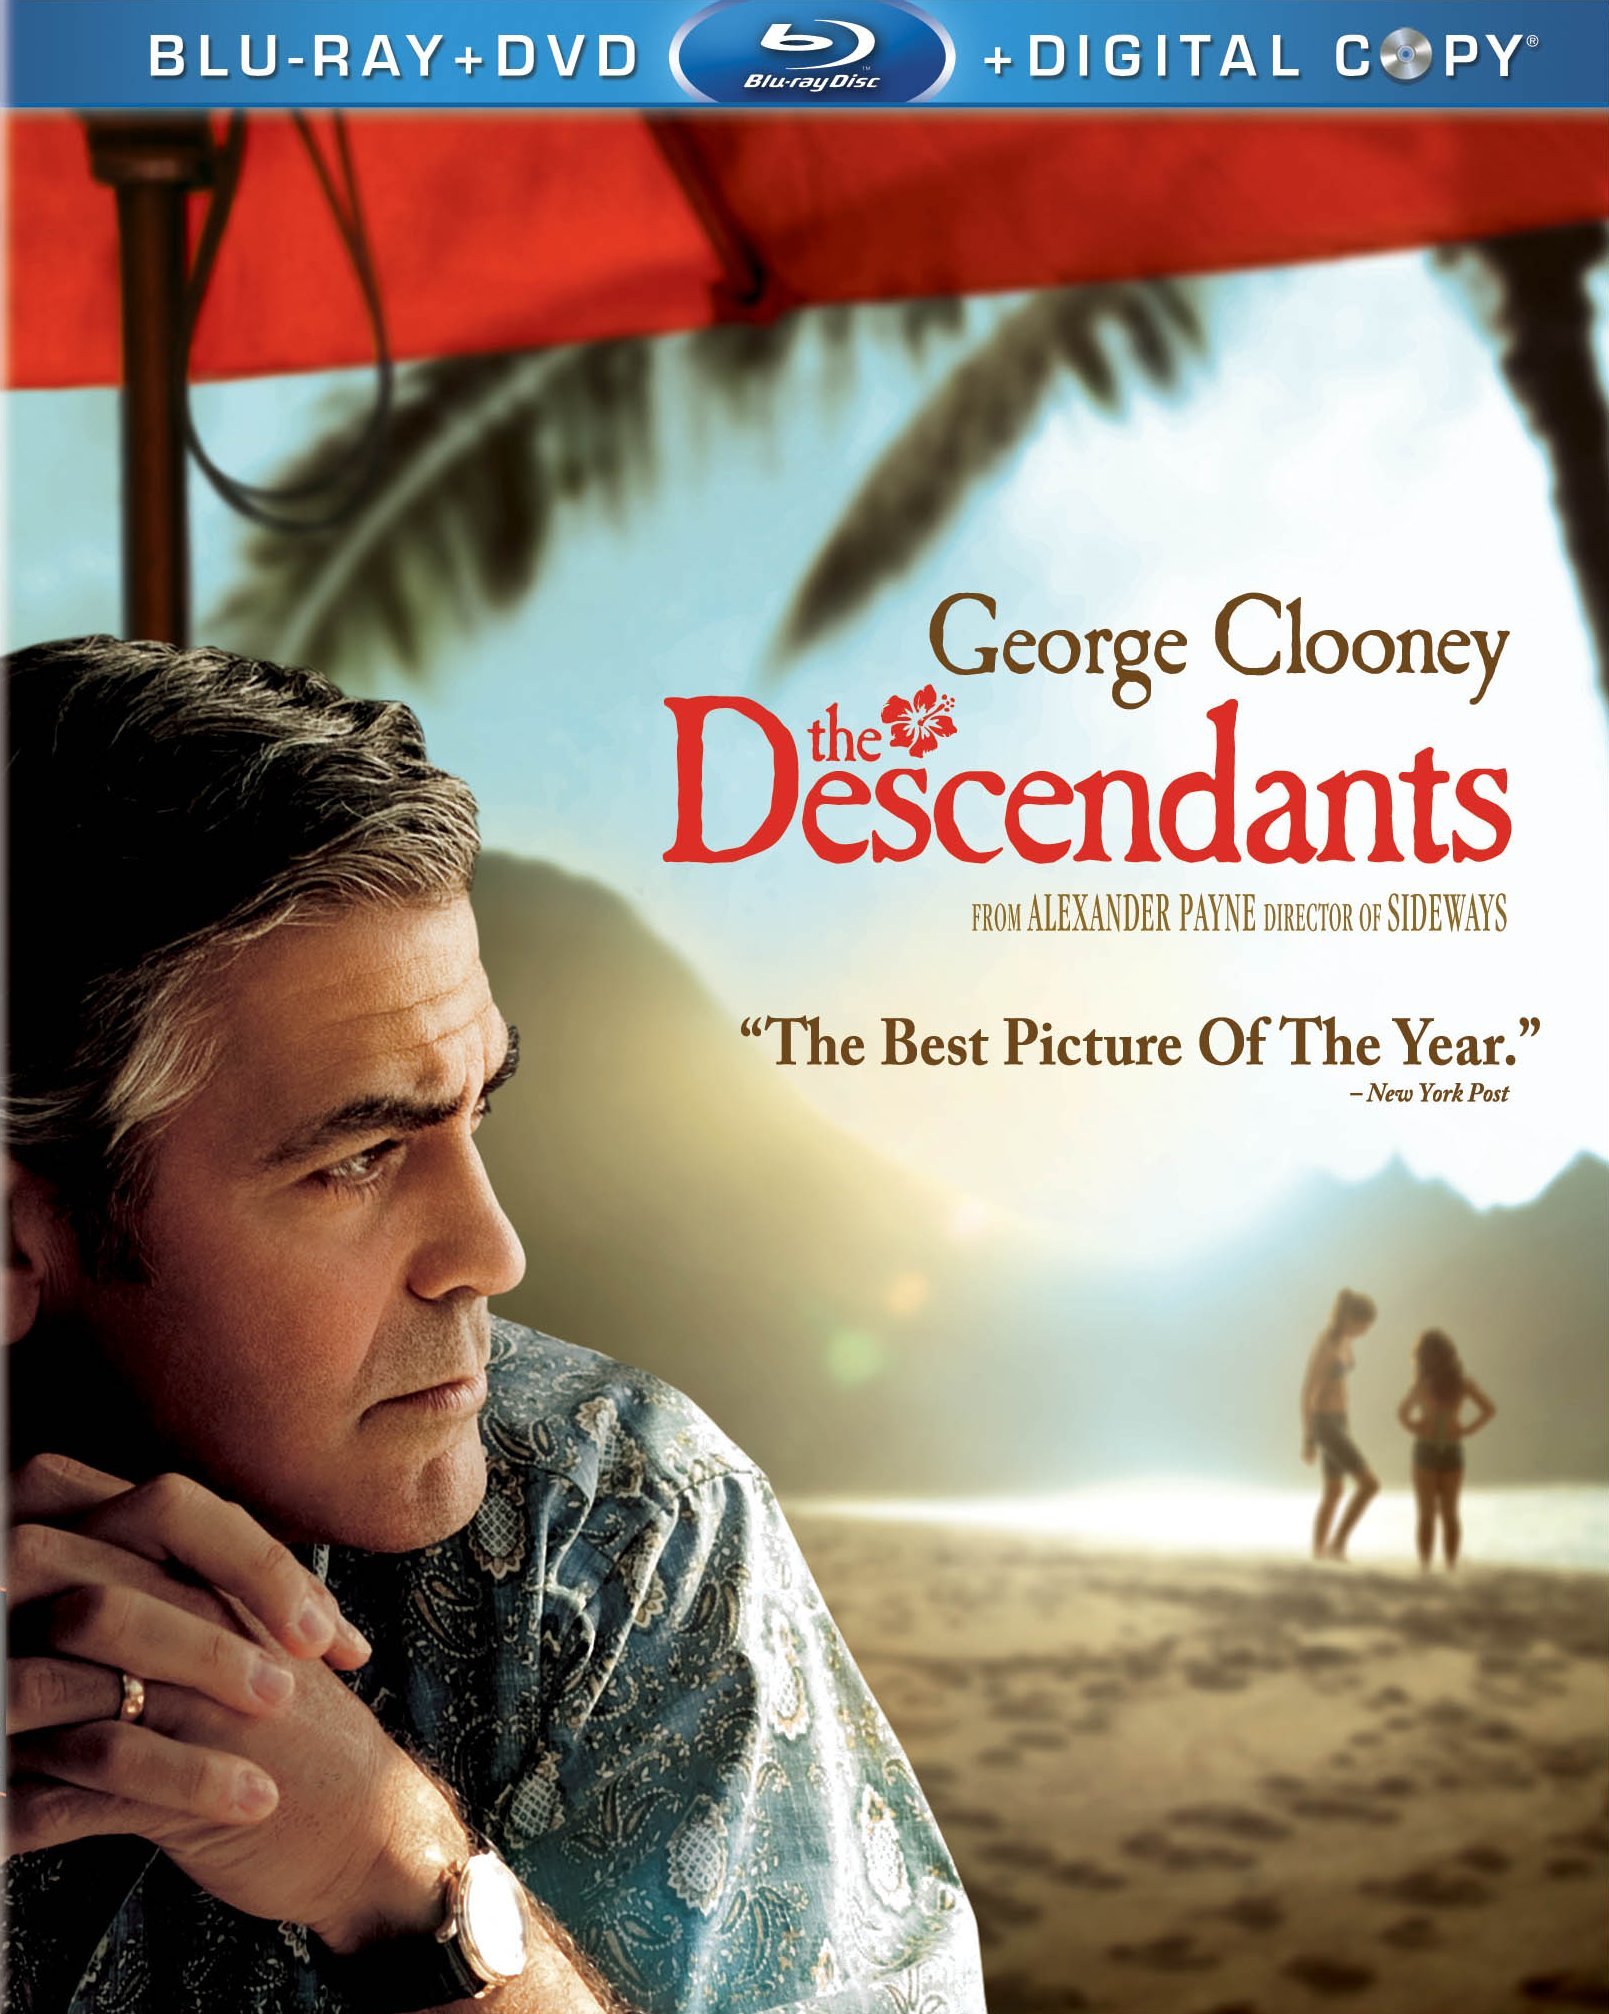 BLU-RAY+DVD Blu-ray Disc™ +DIGITAL COPY®
George Clooney
the
Descendants
FROM ALEXANDER PAYNE DIRECTOR OF SIDEWAYS
“The Best Picture Of The Year.”
– New York Post